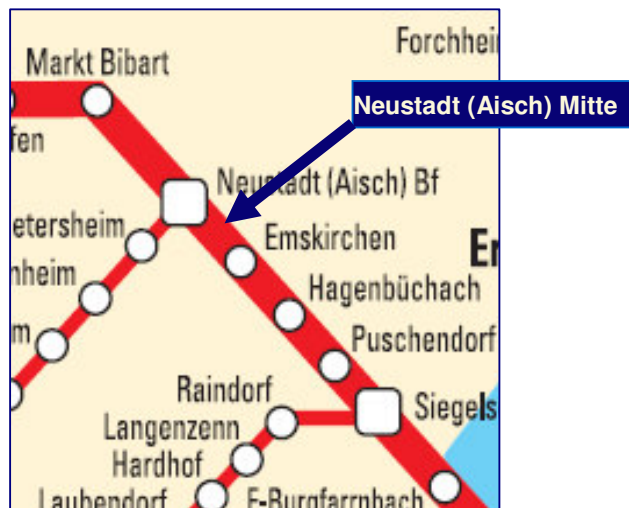 Forchhei
Markt Bibart
Neustadt (Aisch) Mitte
fen
Neustadt (Aisch) Bf
etersheim
Emskirchen
Er
nheim
Hagenbüchach
m
Puschendorf
Raindorf
Siegels
Langenzenn
Hardhof
Laubendorf
F-Burgfarrnbach